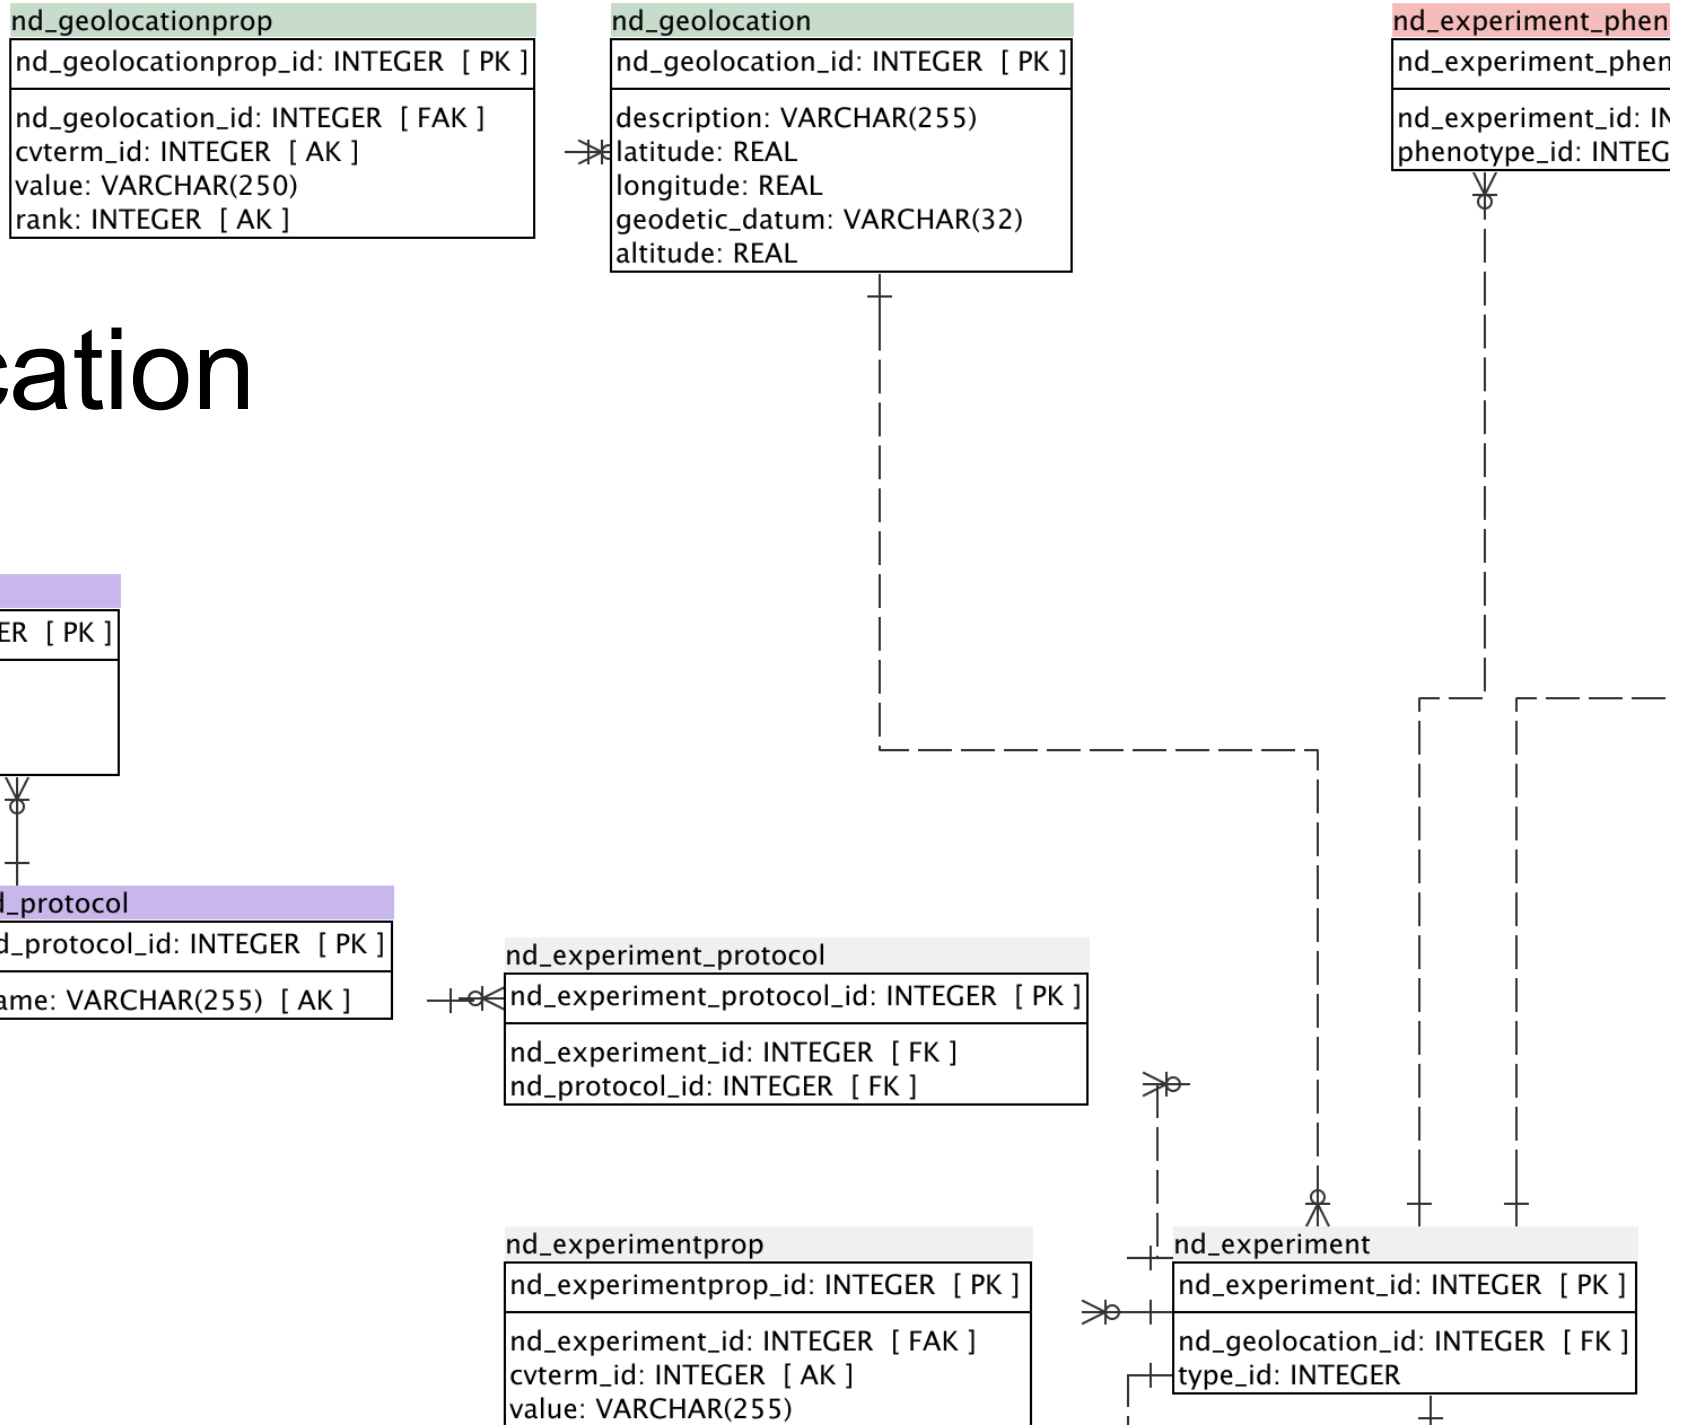 nd_geolocationprop
nd_geolocationprop_id: INTEGER [ PK ]
nd_geolocation_id: INTEGER [ FAK ]
cvterm_id: INTEGER [ AK ]
value: VARCHAR(250)
rank: INTEGER [ AK ]
nd_geolocation
nd_geolocation_id: INTEGER [ PK ]
description: VARCHAR(255)
latitude: REAL
longitude: REAL
geodetic_datum: VARCHAR(32)
altitude: REAL
nd_experiment_phen
nd_experiment_phen
nd_experiment_id: IN
phenotype_id: INTEG
cation
ER [ PK ]
d_protocol
d_protocol_id: INTEGER [ PK ]
ame: VARCHAR(255) [ AK ]
nd_experiment_protocol
nd_experiment_protocol_id: INTEGER [ PK ]
nd_experiment_id: INTEGER [ FK ]
nd_protocol_id: INTEGER [ FK ]
nd_experimentprop
nd_experimentprop_id: INTEGER [ PK ]
nd_experiment_id: INTEGER [ FAK ]
cvterm_id: INTEGER [ AK ]
value: VARCHAR(255)
nd_experiment
nd_experiment_id: INTEGER [ PK ]
nd_geolocation_id: INTEGER [ FK ]
type_id: INTEGER